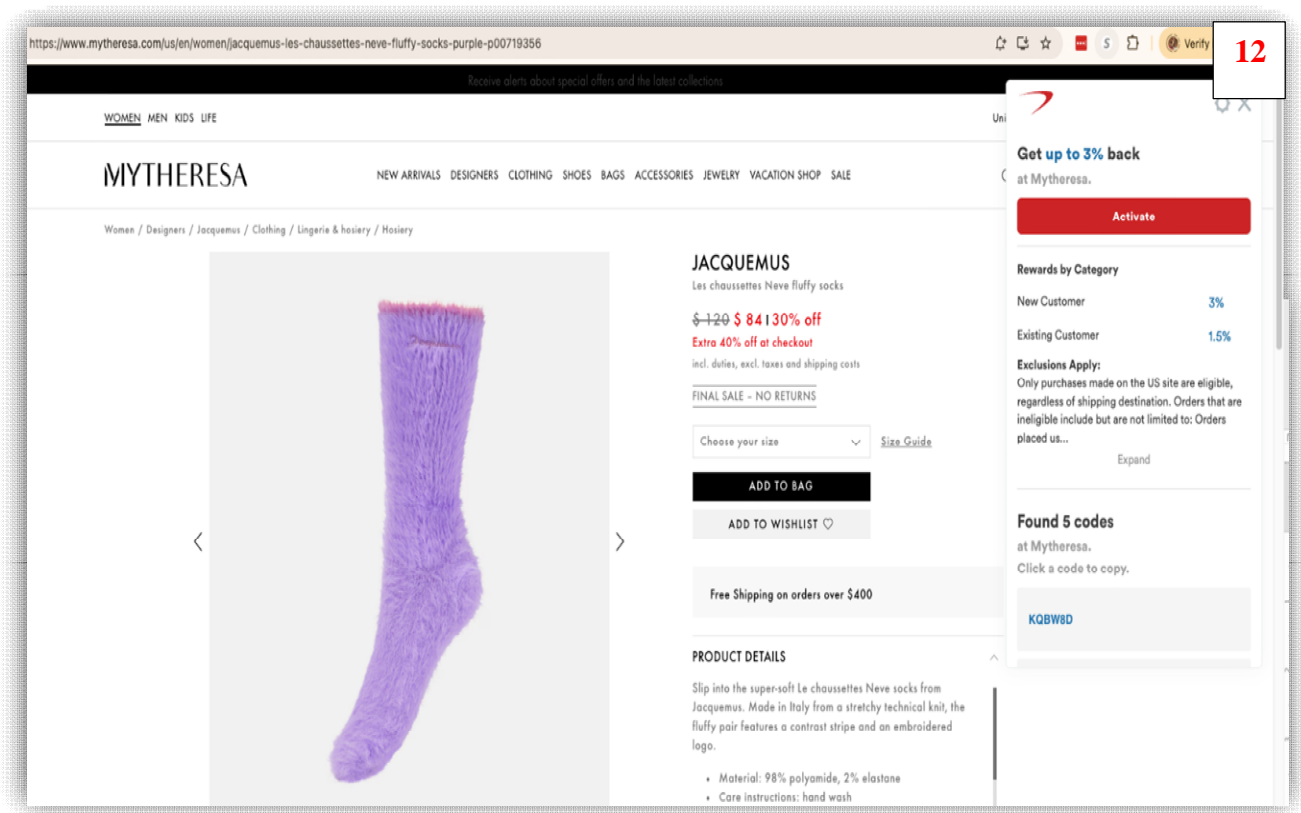 https://www.mytheresa.com/us/en/women/jacquemus-les-chaussettes-neve-fluffy-socks-purple-p00719356
S
Verify
12
Receive alerts about special offers and the latest collections
WOMEN MEN KIDS LIFE
Uni
MYTHERESA
NEW ARRIVALS DESIGNERS CLOTHING SHOES BAGS ACCESSORIES JEWELRY VACATION SHOP SALE
Women / Designers / Jacquemus / Clothing / Lingerie & hosiery / Hosiery
JACQUEMUS
Les chaussettes Neve fluffy socks
$ 120 $ 84 | 30% off
Extra 40% off at checkout
incl. duties, excl. taxes and shipping costs
FINAL SALE – NO RETURNS
Choose your size
Size Guide
ADD TO BAG
ADD TO WISHLIST
Free Shipping on orders over $400
PRODUCT DETAILS
Slip into the super-soft Le chaussettes Neve socks from
Jacquemus. Made in Italy from a stretchy technical knit, the
fluffy pair features a contrast stripe and an embroidered
logo.
• Material: 98% polyamide, 2% elastane
• Care instructions: hand wash
Get up to 3% back
at Mytheresa.
Activate
Rewards by Category
New Customer 3%
Existing Customer 1.5%
Exclusions Apply:
Only purchases made on the US site are eligible,
regardless of shipping destination. Orders that are
ineligible include but are not limited to: Orders
placed us...
Expand
Found 5 codes
at Mytheresa.
Click a code to copy.
KQBW8D